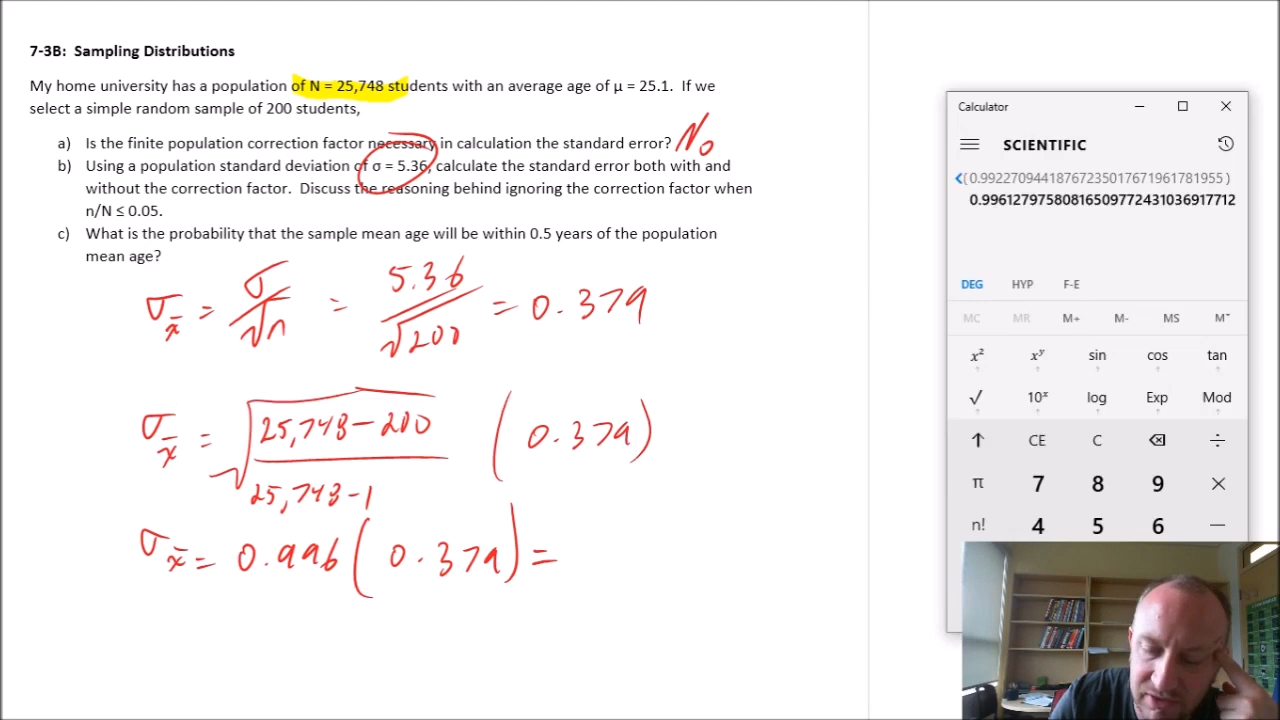 7-3B: Sampling Distributions
My home university has a population of N = 25,748 students with an average age of μ = 25.1. If we
select a simple random sample of 200 students,
a) Is the finite population correction factor necessary in calculation the standard error? No
b) Using a population standard deviation of σ = 5.36, calculate the standard error both with and
without the correction factor. Discuss the reasoning behind ignoring the correction factor when
n/N ≤ 0.05.
c) What is the probability that the sample mean age will be within 0.5 years of the population
mean age?
σx̄ = σ/√n = 5.36/√200 = 0.379
σx̄ = √(25,748-200 / 25,748-1) (0.379)
σx̄ = 0.996 (0.379) =
Calculator
SCIENTIFIC
(0.99227094418767235017671961781955 )
0.99612797580816509772431036917712
DEG HYP F-E
MC MR M+ M- MS M˅
x² xʸ sin cos tan
√ 10ˣ log Exp Mod
↑ CE C ⌫ ÷
π 7 8 9 ×
n! 4 5 6 −